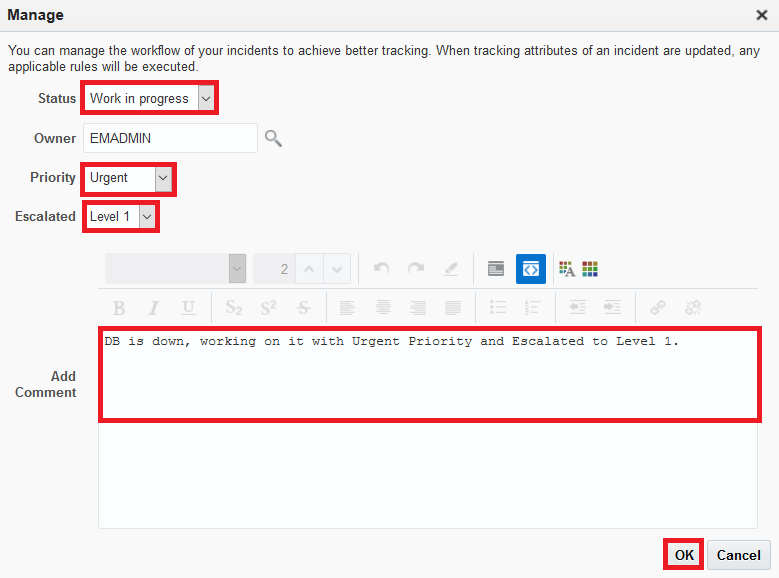 Manage
You can manage the workflow of your incidents to achieve better tracking. When tracking attributes of an incident are updated, any
applicable rules will be executed.
Status Work in progress
Owner EMADMIN
Priority Urgent
Escalated Level 1
2
B I U S2 S2 S
DB is down, working on it with Urgent Priority and Escalated to Level 1.
Add
Comment
OK Cancel